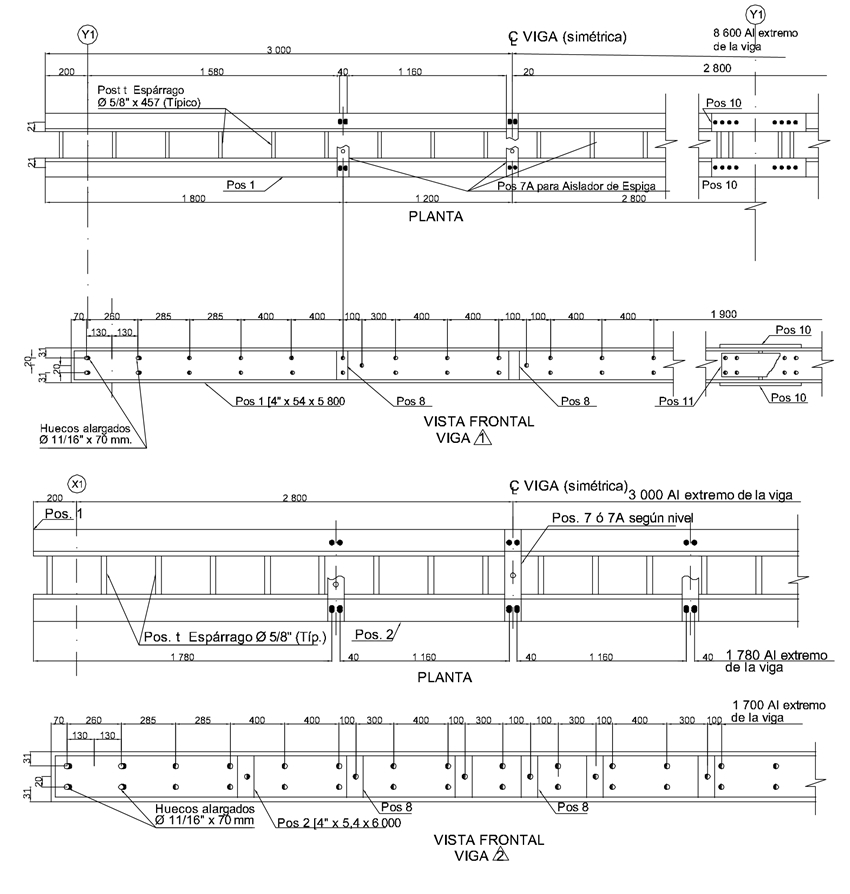 Y1
Y1
3 000
℄ VIGA (simétrica)
8 600 Al extremo
de la viga
200
1 580
40
1 160
20
2 800
Post t Espárrago
Ø 5/8" x 457 (Típico)
Pos 10
21
21
Pos 1
Pos 7A para Aislador de Espiga
Pos 10
1 800
1 200
2 800
PLANTA
70
260
285
285
400
400
100
300
400
400
100
100
400
400
1 900
130
130
Pos 10
31
20
20
31
Pos 1 [4" x 54 x 5 800
Pos 8
Pos 8
Pos 11
Pos 10
Huecos alargados
Ø 11/16" x 70 mm.
VISTA FRONTAL
VIGA 1
X1
200
2 800
℄ VIGA (simétrica)
3 000 Al extremo de la viga
Pos. 1
Pos. 7 ó 7A según nivel
Pos. t Espárrago Ø 5/8" (Típ.)
Pos. 2
1 780
40
1 160
40
1 160
40
1 780 Al extremo
de la viga
PLANTA
1 700 Al extremo
de la viga
70
260
285
285
400
400
100
300
400
100
300
100
100
300
100
400
300
100
130
130
31
20
31
Huecos alargados
Ø 11/16" x 70 mm
Pos 2 [4" x 5,4 x 6 000
Pos 8
Pos 8
VISTA FRONTAL
VIGA 2